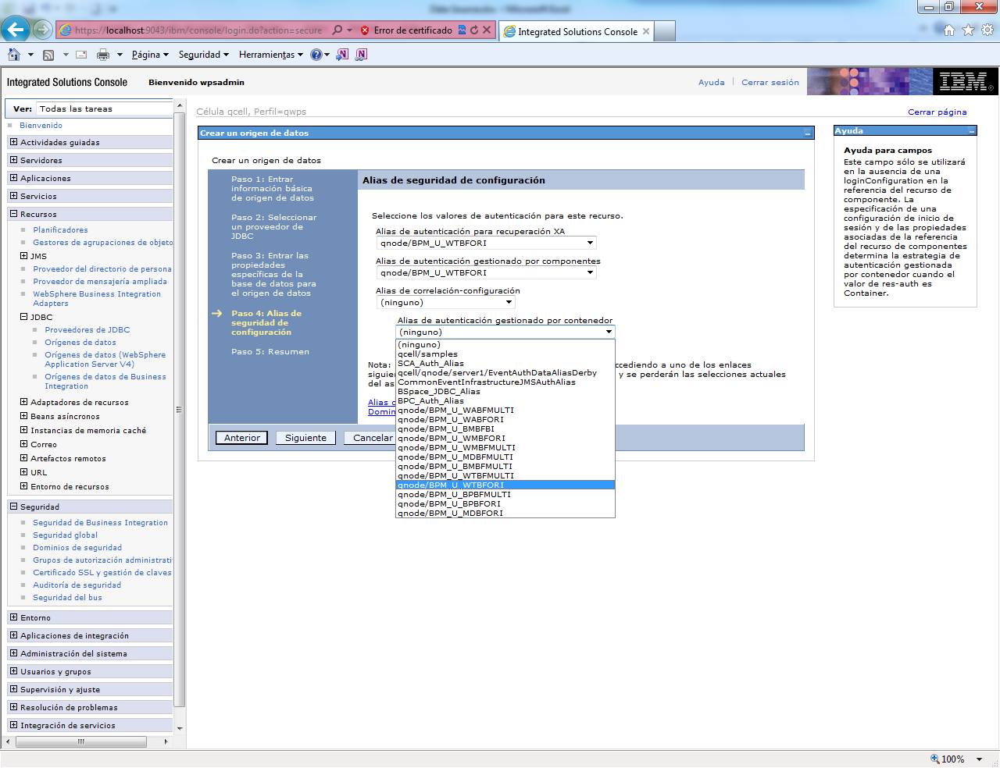 https://localhost:9043/ibm/console/login.do?action=secure
Error de certificado
Integrated Solutions Console
Página
Seguridad
Herramientas
Integrated Solutions Console
Bienvenido wpsadmin
Ayuda
Cerrar sesión
IBM
Ver: Todas las tareas
Bienvenido
Actividades guiadas
Servidores
Aplicaciones
Servicios
Recursos
Planificadores
Gestores de agrupaciones de objeto
JMS
Proveedor del directorio de persona
Proveedor de mensajería ampliada
WebSphere Business Integration
Adapters
JDBC
Proveedores de JDBC
Orígenes de datos
Orígenes de datos (WebSphere
Application Server V4)
Orígenes de datos de Business
Integration
Adaptadores de recursos
Beans asíncronos
Instancias de memoria caché
Correo
Artefactos remotos
URL
Entorno de recursos
Seguridad
Seguridad de Business Integration
Seguridad global
Dominios de seguridad
Grupos de autorización administrati
Certificado SSL y gestión de claves
Auditoría de seguridad
Seguridad del bus
Entorno
Aplicaciones de integración
Administración del sistema
Usuarios y grupos
Supervisión y ajuste
Resolución de problemas
Integración de servicios
Célula qcell, Perfil=qwps
Cerrar página
Crear un origen de datos
Crear un origen de datos
Paso 1: Entrar
información básica
de origen de datos
Paso 2: Seleccionar
un proveedor de
JDBC
Paso 3: Entrar las
propiedades
específicas de la
base de datos para
el origen de datos
Paso 4: Alias de
seguridad de
configuración
Paso 5: Resumen
Alias de seguridad de configuración
Seleccione los valores de autenticación para este recurso.
Alias de autenticación para recuperación XA
qnode/BPM_U_WTBFORI
Alias de autenticación gestionado por componentes
qnode/BPM_U_WTBFORI
Alias de correlación-configuración
(ninguno)
Alias de autenticación gestionado por contenedor
(ninguno)
(ninguno)
qcell/samples
SCA_Auth_Alias
qcell/qnode/server1/EventAuthDataAliasDerby
CommonEventInfrastructureJMSAuthAlias
BSpace_JDBC_Alias
BPC_Auth_Alias
qnode/BPM_U_WABFMULTI
qnode/BPM_U_WABFORI
qnode/BPM_U_BMBFBI
qnode/BPM_U_WMBFORI
qnode/BPM_U_WMBFMULTI
qnode/BPM_U_MDBFMULTI
qnode/BPM_U_BMBFMULTI
qnode/BPM_U_WTBFMULTI
qnode/BPM_U_WTBFORI
qnode/BPM_U_BPBFMULTI
qnode/BPM_U_BPBFORI
qnode/BPM_U_MDBFORI
Nota: ccediendo a uno de los enlaces
siguien y se perderán las selecciones actuales
del as
Alias d
Domin
Anterior
Siguiente
Cancelar
Ayuda
Ayuda para campos
Este campo sólo se utilizará
en la ausencia de una
loginConfiguration en la
referencia del recurso de
componente. La
especificación de una
configuración de inicio de
sesión y de las propiedades
asociadas de la referencia
del recurso de componentes
determina la estrategia de
autenticación gestionada
por contenedor cuando el
valor de res-auth es
Container.
100%